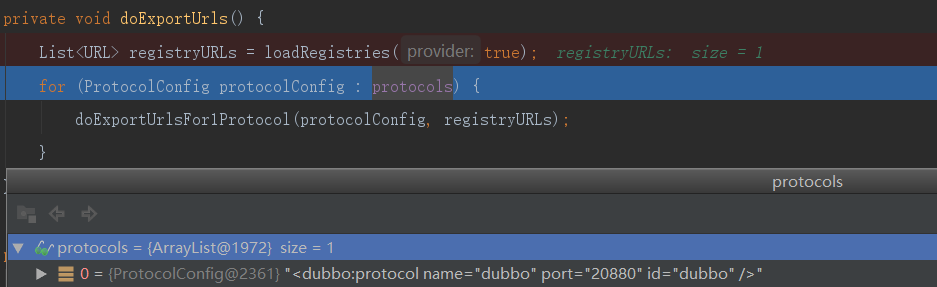 private void doExportUrls() {
List<URL> registryURLs = loadRegistries( provider: true); registryURLs: size = 1
for (ProtocolConfig protocolConfig : protocols) {
doExportUrlsFor1Protocol(protocolConfig, registryURLs);
}
protocols
protocols = {ArrayList@1972} size = 1
0 = {ProtocolConfig@2361} "<dubbo:protocol name="dubbo" port="20880" id="dubbo" />"